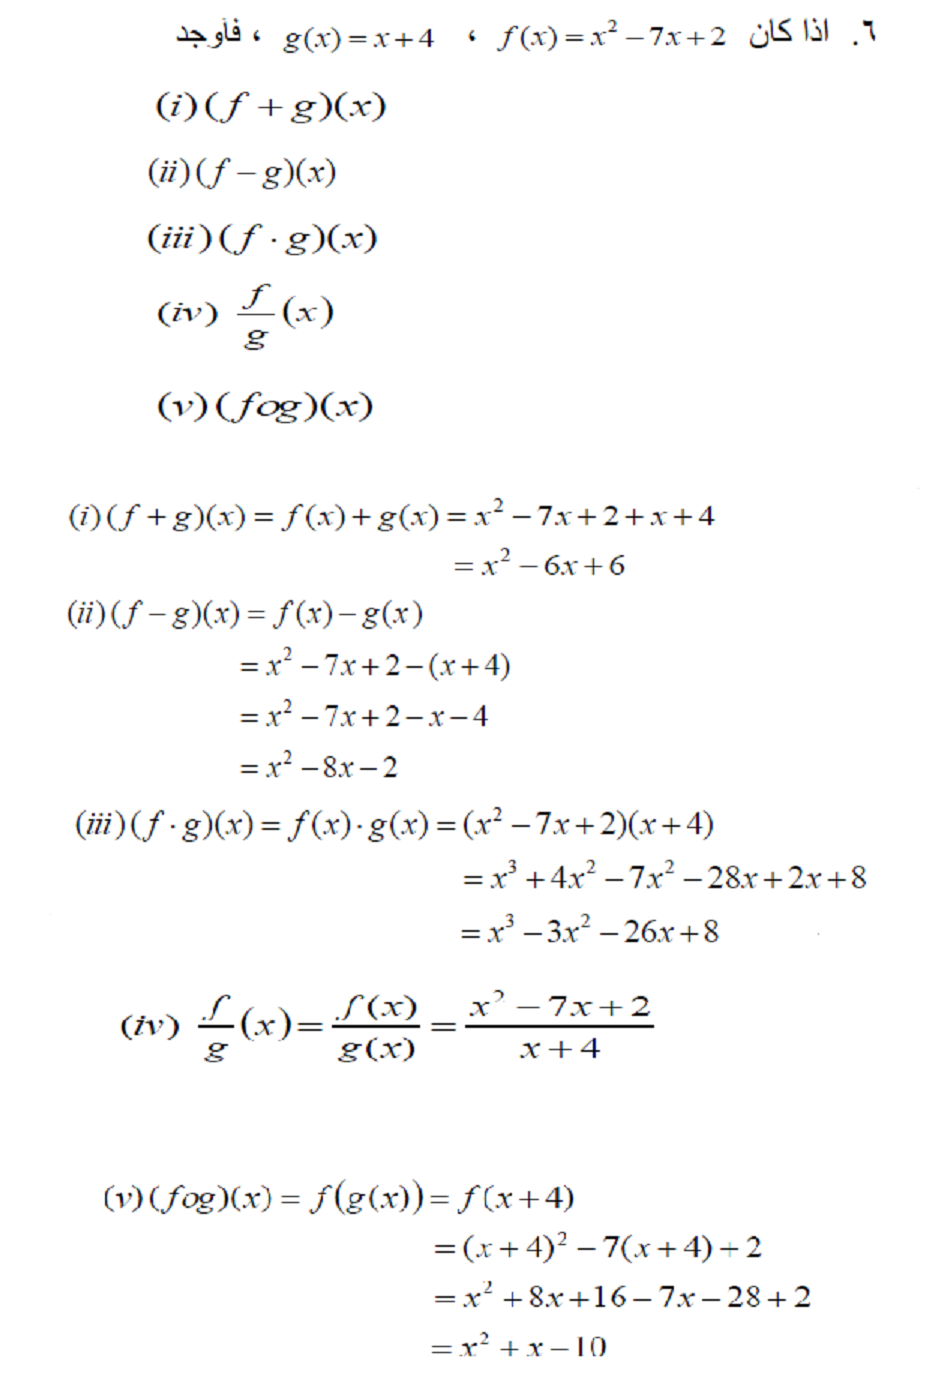 ٦. اذا كان f(x) = x² − 7x + 2 ، g(x) = x + 4 ، فأوجد
(i) (f + g)(x)
(ii) (f − g)(x)
(iii) (f · g)(x)
(iv) f/g (x)
(v) (fog)(x)
(i) (f + g)(x) = f(x) + g(x) = x² − 7x + 2 + x + 4
= x² − 6x + 6
(ii) (f − g)(x) = f(x) − g(x)
= x² − 7x + 2 − (x + 4)
= x² − 7x + 2 − x − 4
= x² − 8x − 2
(iii) (f · g)(x) = f(x) · g(x) = (x² − 7x + 2)(x + 4)
= x³ + 4x² − 7x² − 28x + 2x + 8
= x³ − 3x² − 26x + 8
(iv) f/g (x) = f(x)/g(x) = (x² − 7x + 2)/(x + 4)
(v) (fog)(x) = f(g(x)) = f(x + 4)
= (x + 4)² − 7(x + 4) + 2
= x² + 8x + 16 − 7x − 28 + 2
= x² + x − 10